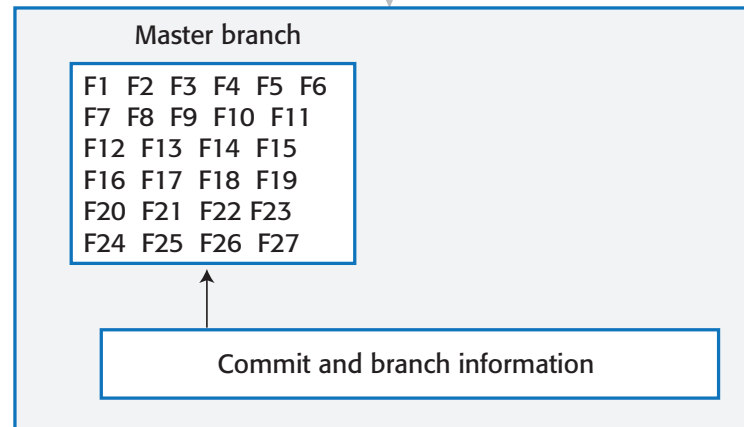 Master branch
F1 F2 F3 F4 F5 F6
F7 F8 F9 F10 F11
F12 F13 F14 F15
F16 F17 F18 F19
F20 F21 F22 F23
F24 F25 F26 F27
Commit and branch information